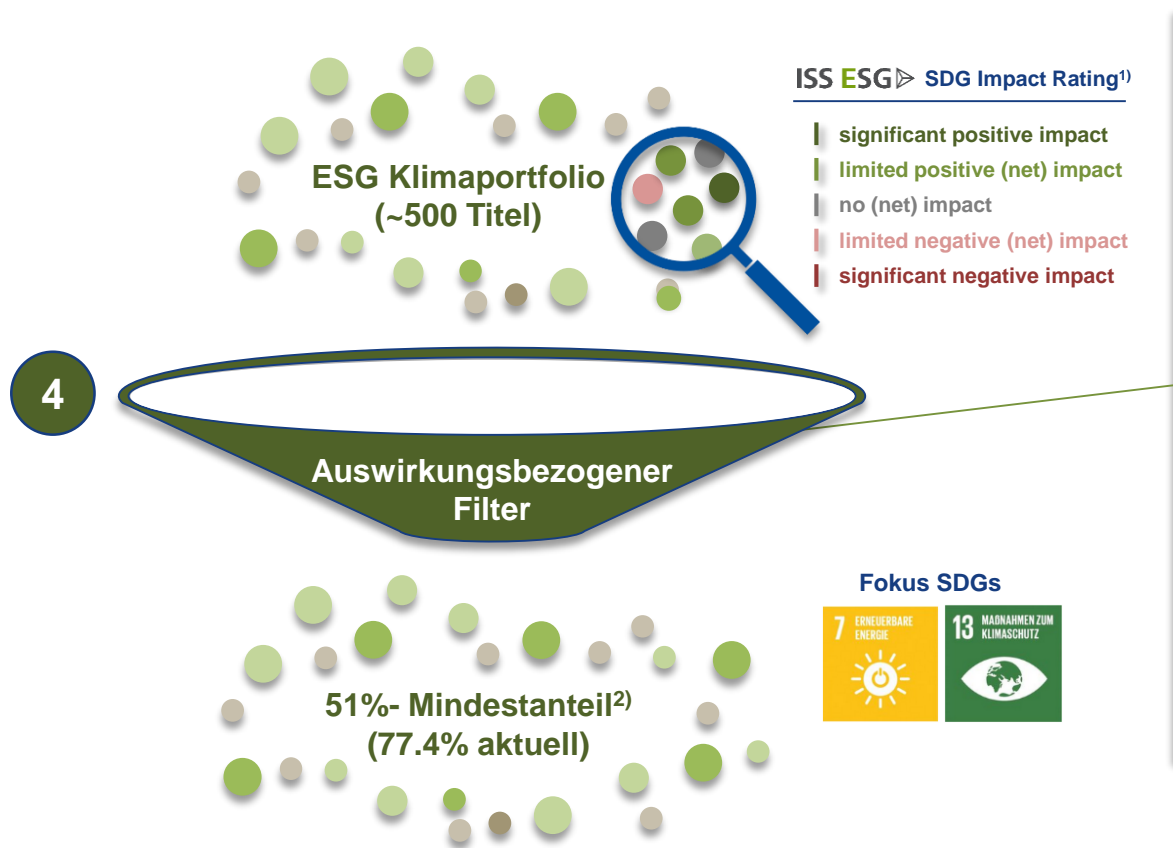 ISS ESG SDG Impact Rating1)
significant positive impact
limited positive (net) impact
no (net) impact
limited negative (net) impact
significant negative impact
ESG Klimaportfolio
(~500 Titel)
4
Auswirkungsbezogener
Filter
Fokus SDGs
7 ERNEUERBARE
ENERGIE
13 MAẞNAHMEN ZUM
KLIMASCHUTZ
51%- Mindestanteil2)
(77.4% aktuell)